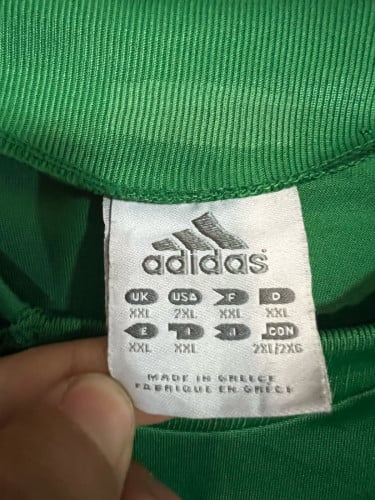 adidas
UK USA F D
XXL 2XL XXL XXL
E I J CON
XXL XXL 2XL/2XG
MADE IN GREECE
FABRIQUE EN GRECE